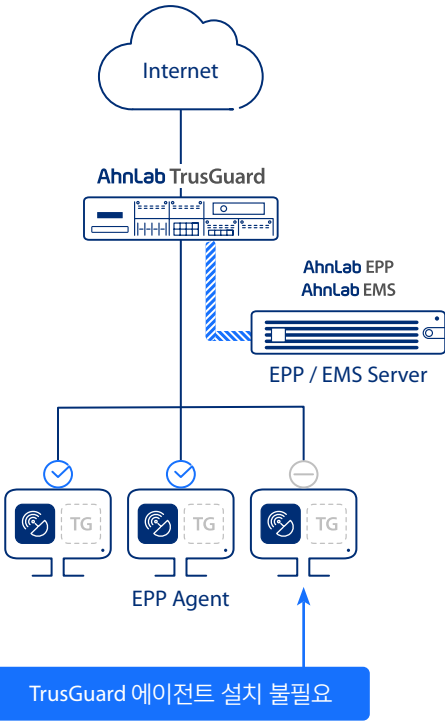 Internet
AhnLab TrusGuard
AhnLab EPP
AhnLab EMS
EPP / EMS Server
TG
TG
TG
EPP Agent
TrusGuard 에이전트 설치 불필요